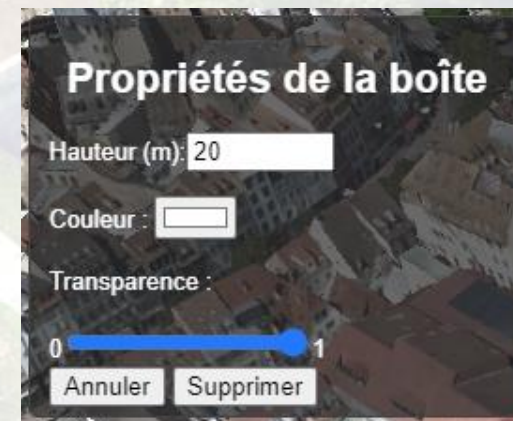 Propriétés de la boîte
Hauteur (m): 20
Couleur :
Transparence :
0 1
Annuler Supprimer